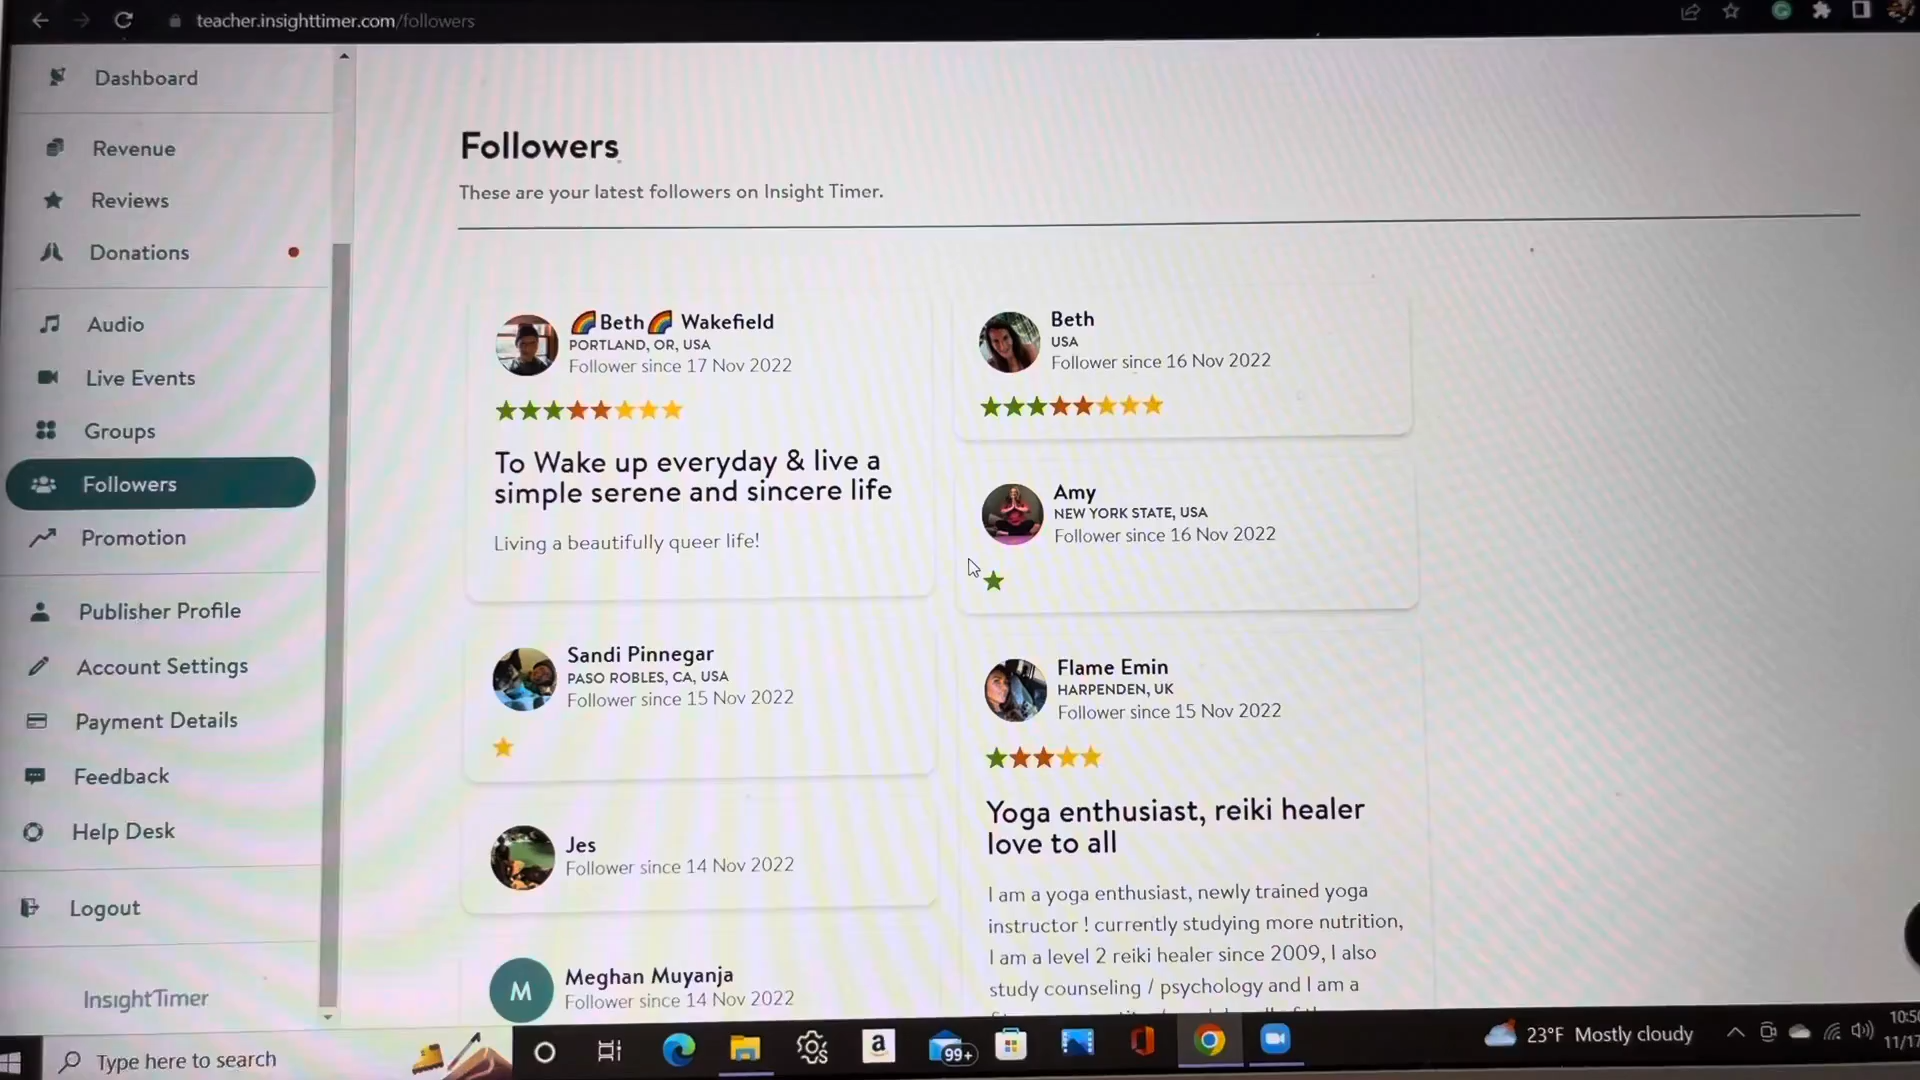 teacher.insighttimer.com/followers
Dashboard
Revenue
Reviews
Donations
Audio
Live Events
Groups
Followers
Promotion
Publisher Profile
Account Settings
Payment Details
Feedback
Help Desk
Logout
InsightTimer
Followers
These are your latest followers on Insight Timer.
🌈Beth🌈 Wakefield
PORTLAND, OR, USA
Follower since 17 Nov 2022
To Wake up everyday & live a
simple serene and sincere life
Living a beautifully queer life!
Beth
USA
Follower since 16 Nov 2022
Amy
NEW YORK STATE, USA
Follower since 16 Nov 2022
Sandi Pinnegar
PASO ROBLES, CA, USA
Follower since 15 Nov 2022
Flame Emin
HARPENDEN, UK
Follower since 15 Nov 2022
Yoga enthusiast, reiki healer
love to all
I am a yoga enthusiast, newly trained yoga
instructor ! currently studying more nutrition,
I am a level 2 reiki healer since 2009, I also
study counseling / psychology and I am a
Jes
Follower since 14 Nov 2022
M
Meghan Muyanja
Follower since 14 Nov 2022
Type here to search
a
99+
23°F Mostly cloudy
10:50
11/17